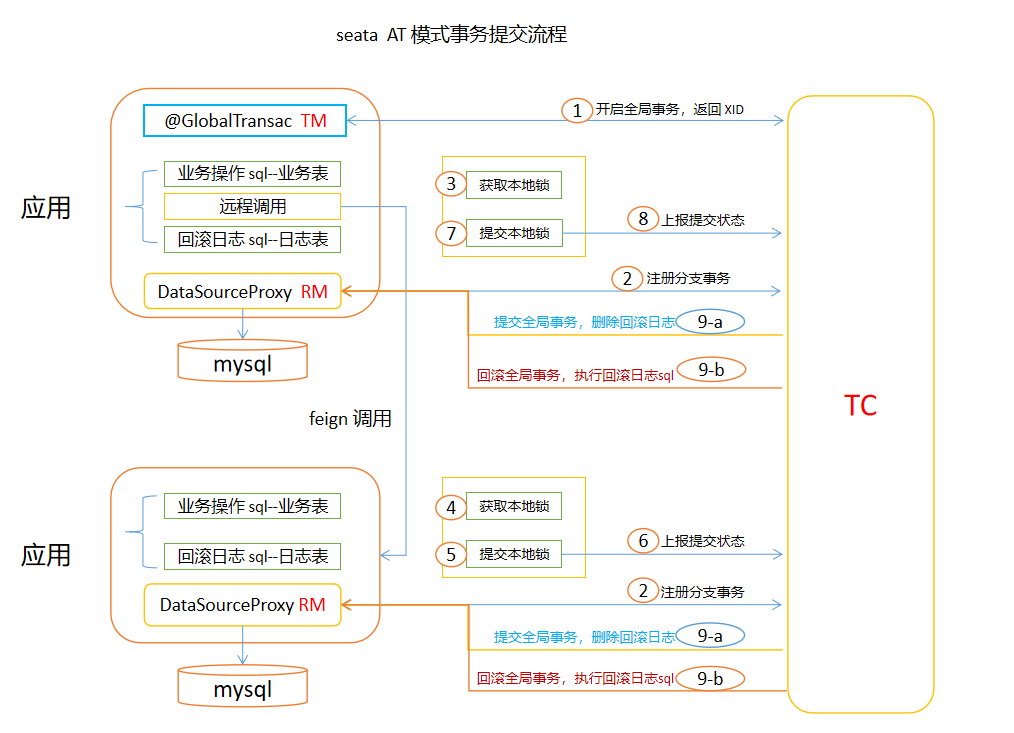 seata AT 模式事务提交流程
@GlobalTransac TM
1 开启全局事务，返回 XID
业务操作 sql--业务表
3 获取本地锁
应用
远程调用
7 提交本地锁
8 上报提交状态
回滚日志 sql--日志表
2 注册分支事务
DataSourceProxy RM
提交全局事务，删除回滚日志 9-a
mysql
回滚全局事务，执行回滚日志sql 9-b
TC
feign 调用
业务操作 sql--业务表
4 获取本地锁
应用
回滚日志 sql--日志表
5 提交本地锁
6 上报提交状态
2 注册分支事务
DataSourceProxy RM
提交全局事务，删除回滚日志 9-a
回滚全局事务，执行回滚日志sql 9-b
mysql